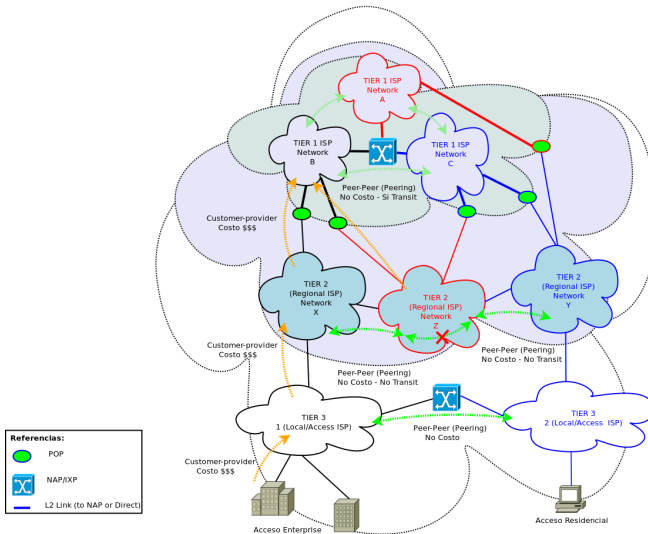 TIER 1 ISP
Network
A
TIER 1 ISP
Network
B
TIER 1 ISP
Network
C
Peer-Peer (Peering)
No Costo - Si Transit
Customer-provider
Costo $$$
TIER 2
(Regional ISP)
Network
X
TIER 2
(Regional ISP)
Network
Z
TIER 2
(Regional ISP)
Network
Y
Customer-provider
Costo $$$
Peer-Peer (Peering)
No Costo - No Transit
Peer-Peer (Peering)
No Costo - No Transit
TIER 3
1 (Local/Access ISP)
TIER 3
2 (Local/Access ISP)
Peer-Peer (Peering)
No Costo
Customer-provider
Costo $$$
Acceso Enterprise
Acceso Residencial
Referencias:
POP
NAP/IXP
L2 Link (to NAP or Direct)